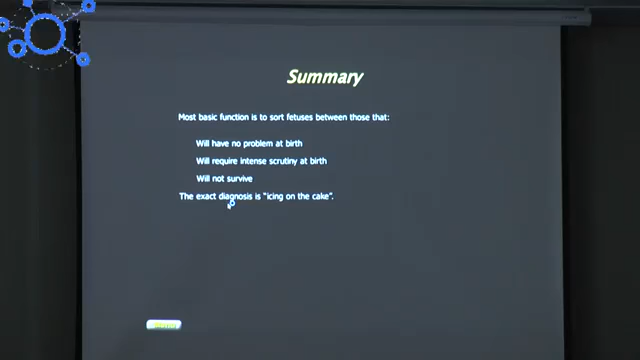 Summary
Most basic function is to sort fetuses between those that:
Will have no problem at birth
Will require intense scrutiny at birth
Will not survive
The exact diagnosis is "icing on the cake".